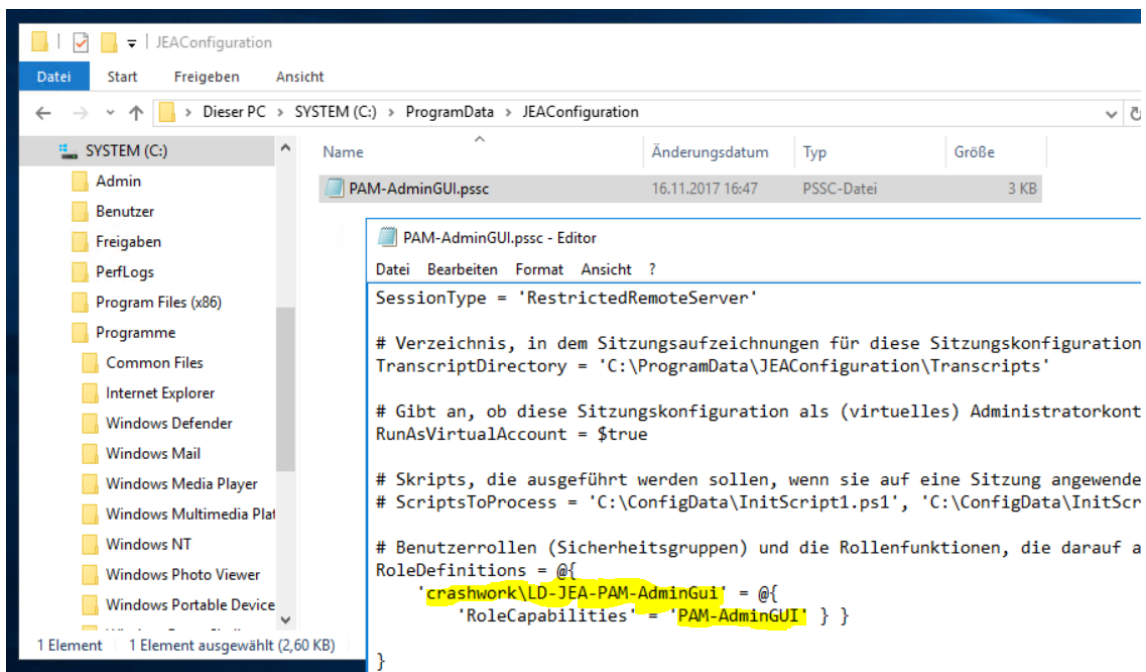 JEAConfiguration
Datei Start Freigeben Ansicht
Dieser PC > SYSTEM (C:) > ProgramData > JEAConfiguration
SYSTEM (C:)
Admin
Benutzer
Freigaben
PerfLogs
Program Files (x86)
Programme
Common Files
Internet Explorer
Windows Defender
Windows Mail
Windows Media Player
Windows Multimedia Plat
Windows NT
Windows Photo Viewer
Windows Portable Device
Name Änderungsdatum Typ Größe
PAM-AdminGUI.pssc 16.11.2017 16:47 PSSC-Datei 3 KB
PAM-AdminGUI.pssc - Editor
Datei Bearbeiten Format Ansicht ?
SessionType = 'RestrictedRemoteServer'
# Verzeichnis, in dem Sitzungsaufzeichnungen für diese Sitzungskonfiguration
TranscriptDirectory = 'C:\ProgramData\JEAConfiguration\Transcripts'
# Gibt an, ob diese Sitzungskonfiguration als (virtuelles) Administratorkont
RunAsVirtualAccount = $true
# Skripts, die ausgeführt werden sollen, wenn sie auf eine Sitzung angewende
# ScriptsToProcess = 'C:\ConfigData\InitScript1.ps1', 'C:\ConfigData\InitScr
# Benutzerrollen (Sicherheitsgruppen) und die Rollenfunktionen, die darauf a
RoleDefinitions = @{
'crashwork\LD-JEA-PAM-AdminGui' = @{
'RoleCapabilities' = 'PAM-AdminGUI' } }
}
1 Element 1 Element ausgewählt (2,60 KB)